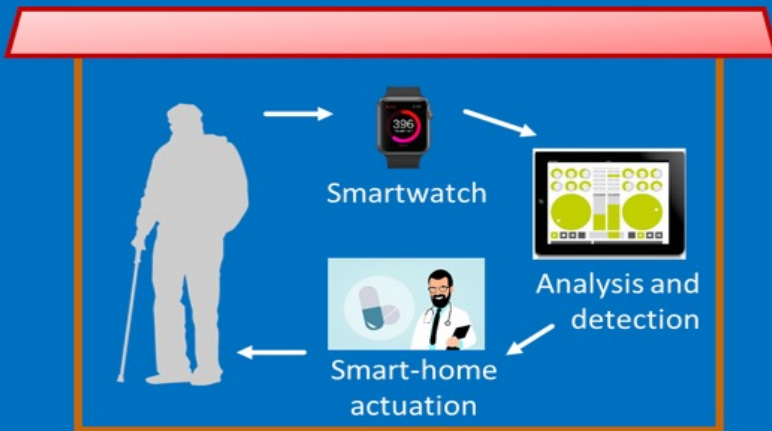 396
Smartwatch
Analysis and
detection
Smart-home
actuation